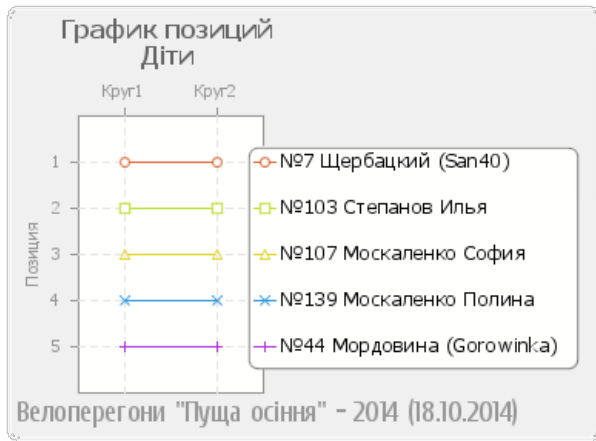 График позиций
Діти
Круг1 Круг2
Позиция
1
2
3
4
5
№7 Щербацкий (San40)
№103 Степанов Илья
№107 Москаленко София
№139 Москаленко Полина
№44 Мордовина (Gorowinka)
Велоперегони "Пуща осіння" - 2014 (18.10.2014)